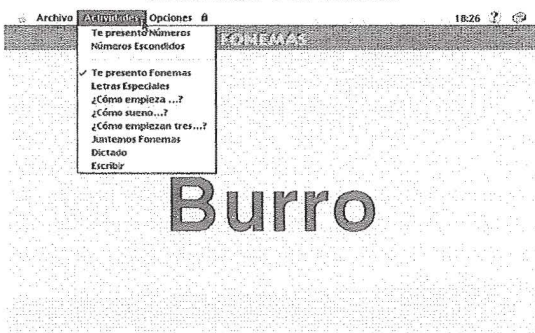 Archivo Actividades Opciones 18:26
FONEMAS
Te presento Números
Números Escondidos
✓ Te presento Fonemas
Letras Especiales
¿Cómo empieza ...?
¿Cómo sueno...?
¿Cómo empiezan tres...?
Juntemos Fonemas
Dictado
Escribir
Burro